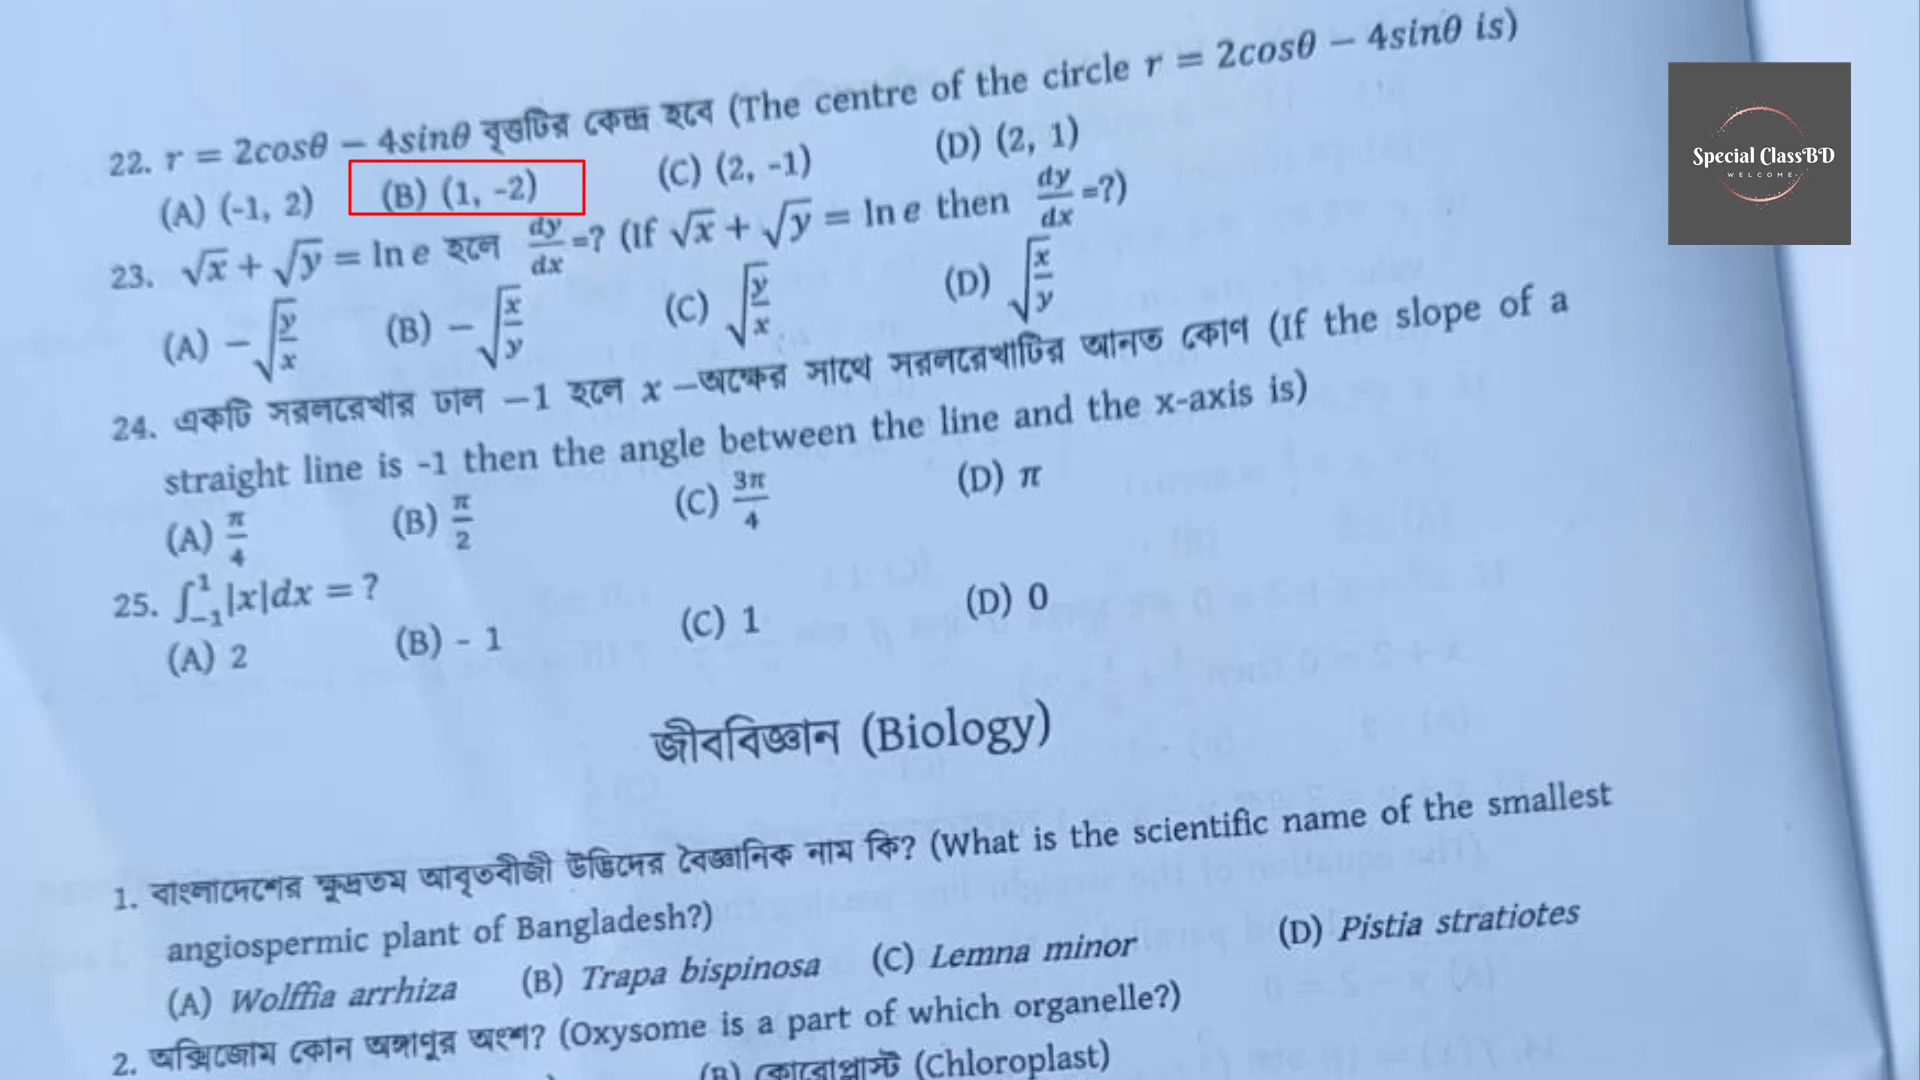 22. r = 2cosθ − 4sinθ বৃত্তটির কেন্দ্র হবে (The centre of the circle r = 2cosθ − 4sinθ is)
(A) (-1, 2) (B) (1, -2) (C) (2, -1) (D) (2, 1)
23. √x + √y = ln e হলে dy/dx =? (If √x + √y = ln e then dy/dx =?)
(A) −√(y/x) (B) −√(x/y) (C) √(y/x) (D) √(x/y)
24. একটি সরলরেখার ঢাল −1 হলে x −অক্ষের সাথে সরলরেখাটির আনত কোণ (If the slope of a
straight line is -1 then the angle between the line and the x-axis is)
(A) π/4 (B) π/2 (C) 3π/4 (D) π
25. ∫₋₁¹|x|dx = ?
(A) 2 (B) - 1 (C) 1 (D) 0
জীববিজ্ঞান (Biology)
1. বাংলাদেশের ক্ষুদ্রতম আবৃতবীজী উদ্ভিদের বৈজ্ঞানিক নাম কি? (What is the scientific name of the smallest
angiospermic plant of Bangladesh?)
(A) Wolffia arrhiza (B) Trapa bispinosa (C) Lemna minor (D) Pistia stratiotes
2. অক্সিজোম কোন অঙ্গাণুর অংশ? (Oxysome is a part of which organelle?)
(B) ক্লোরোপ্লাস্ট (Chloroplast)
Special ClassBD
WELCOME